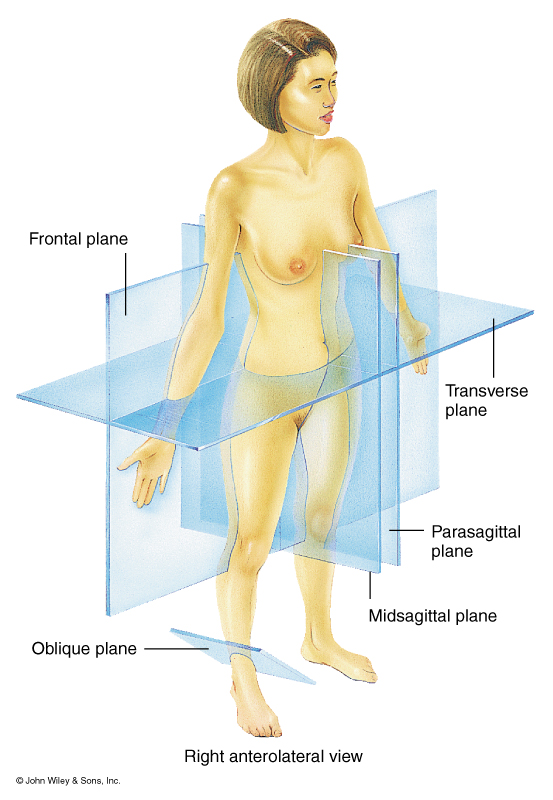 Frontal plane
Transverse
plane
Parasagittal
plane
Midsagittal plane
Oblique plane
Right anterolateral view
© John Wiley & Sons, Inc.